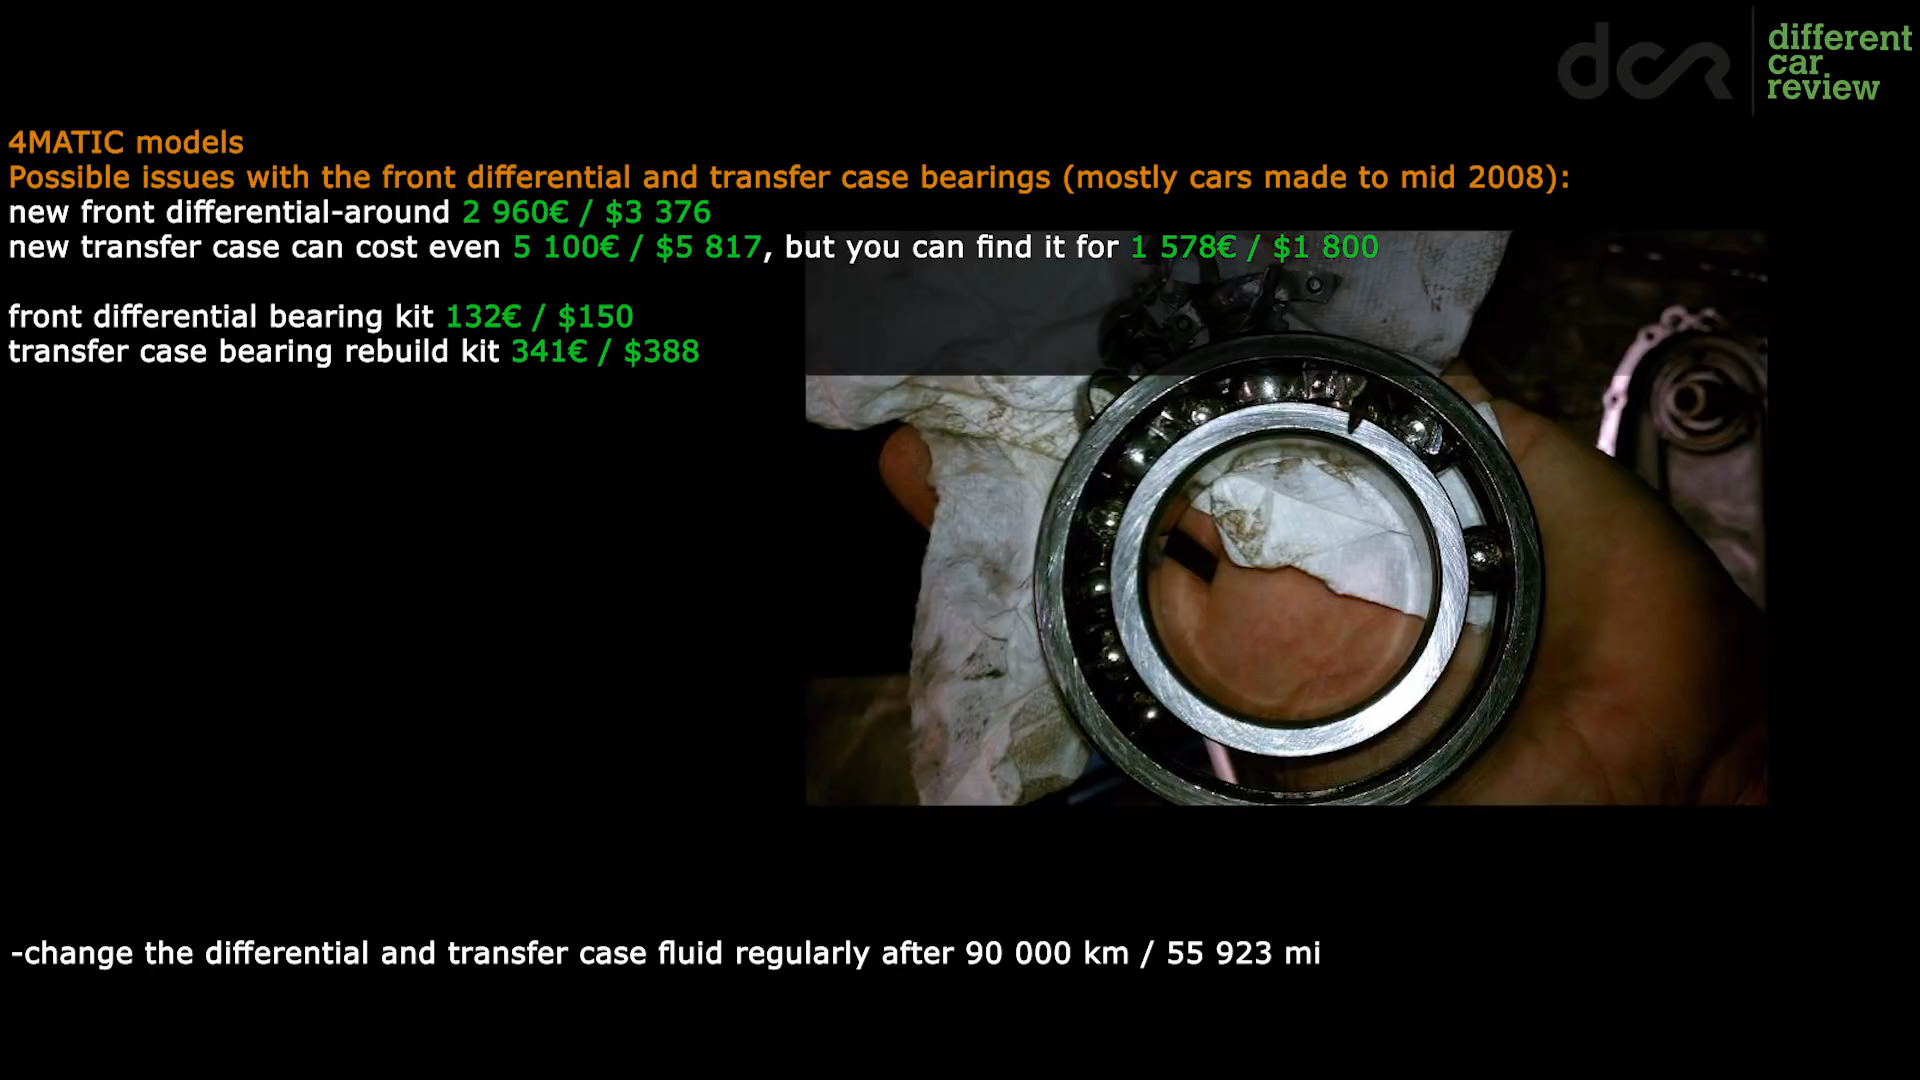 dcr
different
car
review
4MATIC models
Possible issues with the front differential and transfer case bearings (mostly cars made to mid 2008):
new front differential-around 2 960€ / $3 376
new transfer case can cost even 5 100€ / $5 817, but you can find it for 1 578€ / $1 800
front differential bearing kit 132€ / $150
transfer case bearing rebuild kit 341€ / $388
-change the differential and transfer case fluid regularly after 90 000 km / 55 923 mi